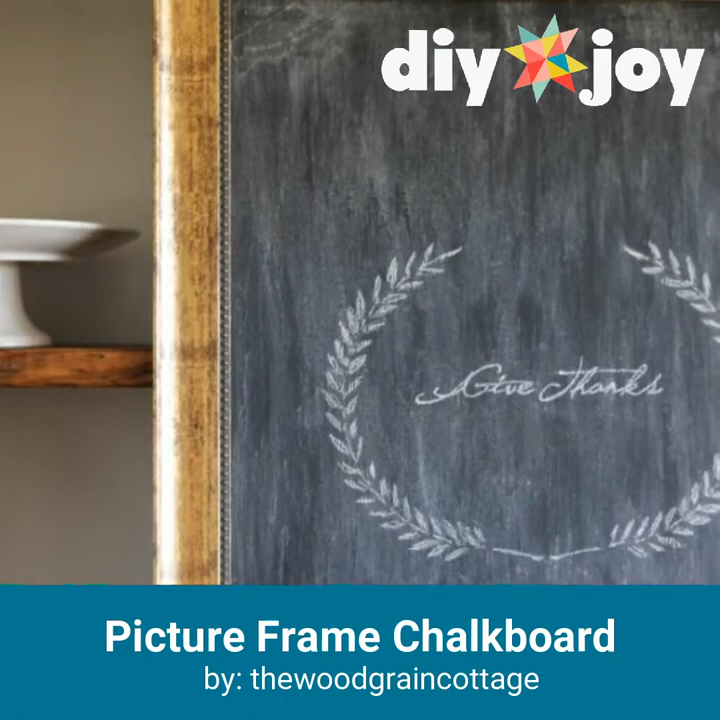 diy joy
Give Thanks
Picture Frame Chalkboard
by: thewoodgraincottage